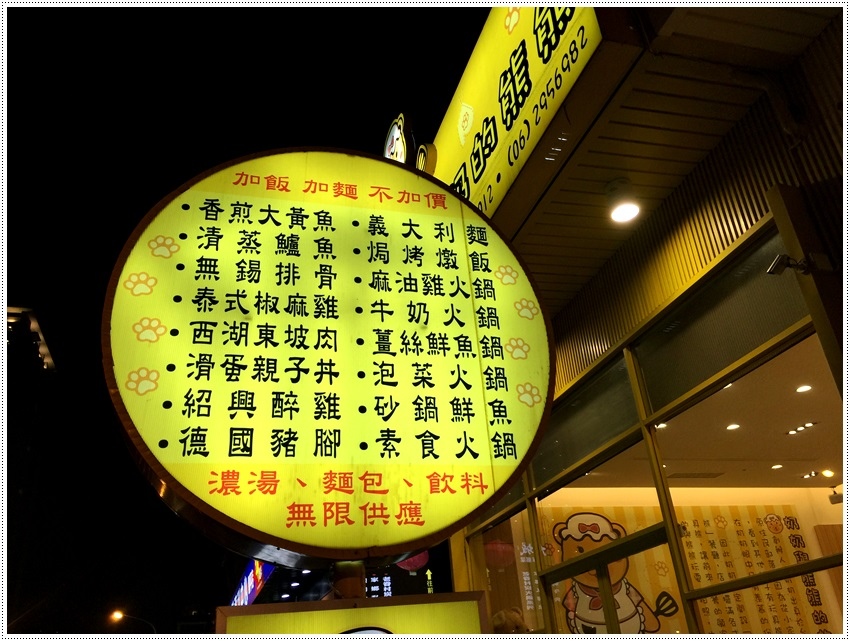 的熊熊
012 • (06) 2956982
加飯 加麵 不加價
•香煎大黃魚
•清蒸鱸魚
•無錫排骨
•泰式椒麻雞
•西湖東坡肉
•滑蛋親子丼
•紹興醉雞
•德國豬腳
•義大利麵
•焗烤燉飯
•麻油雞火鍋
•牛奶火鍋
•薑絲鮮魚鍋
•泡菜火鍋
•砂鍋鮮魚
•素食火鍋
濃湯、麵包、飲料
無限供應